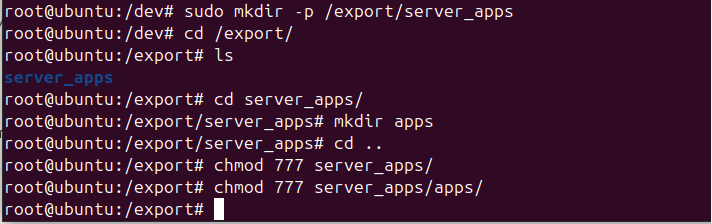 root@ubuntu:/dev# sudo mkdir -p /export/server_apps
root@ubuntu:/dev# cd /export/
root@ubuntu:/export# ls
server_apps
root@ubuntu:/export# cd server_apps/
root@ubuntu:/export/server_apps# mkdir apps
root@ubuntu:/export/server_apps# cd ..
root@ubuntu:/export# chmod 777 server_apps/
root@ubuntu:/export# chmod 777 server_apps/apps/
root@ubuntu:/export#